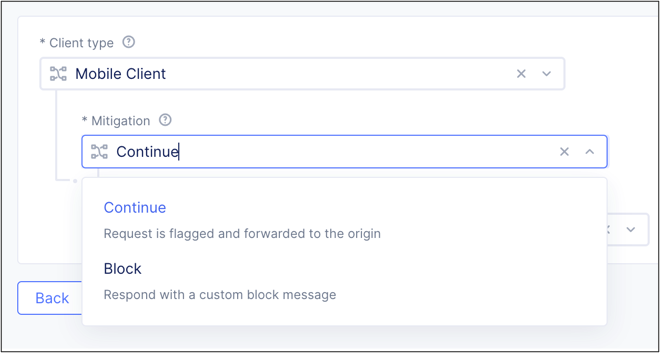 * Client type
Mobile Client
* Mitigation
Continue
Continue
Request is flagged and forwarded to the origin
Block
Respond with a custom block message
Back